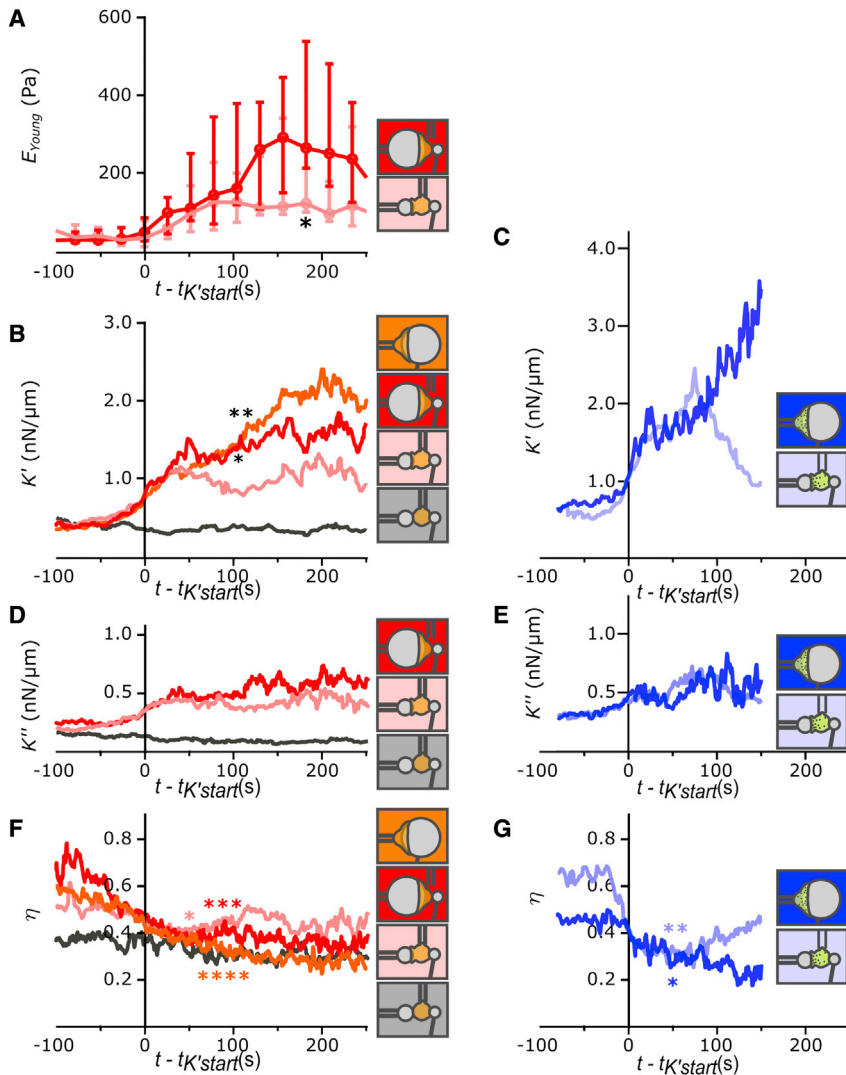 A
600
400
200
E_Young (Pa)
*
-100 0 100 200
t - t_K'start(s)
B
3.0
2.0
1.0
K' (nN/µm)
**
*
-100 0 100 200
t - t_K'start(s)
C
4.0
3.0
2.0
1.0
K' (nN/µm)
-100 0 100 200
t - t_K'start(s)
D
1.0
0.5
K'' (nN/µm)
-100 0 100 200
t - t_K'start(s)
E
1.0
0.5
K'' (nN/µm)
-100 0 100 200
t - t_K'start(s)
F
0.8
0.6
0.4
0.2
η
*
***
****
-100 0 100 200
t - t_K'start(s)
G
0.8
0.6
0.4
0.2
η
**
*
-100 0 100 200
t - t_K'start(s)